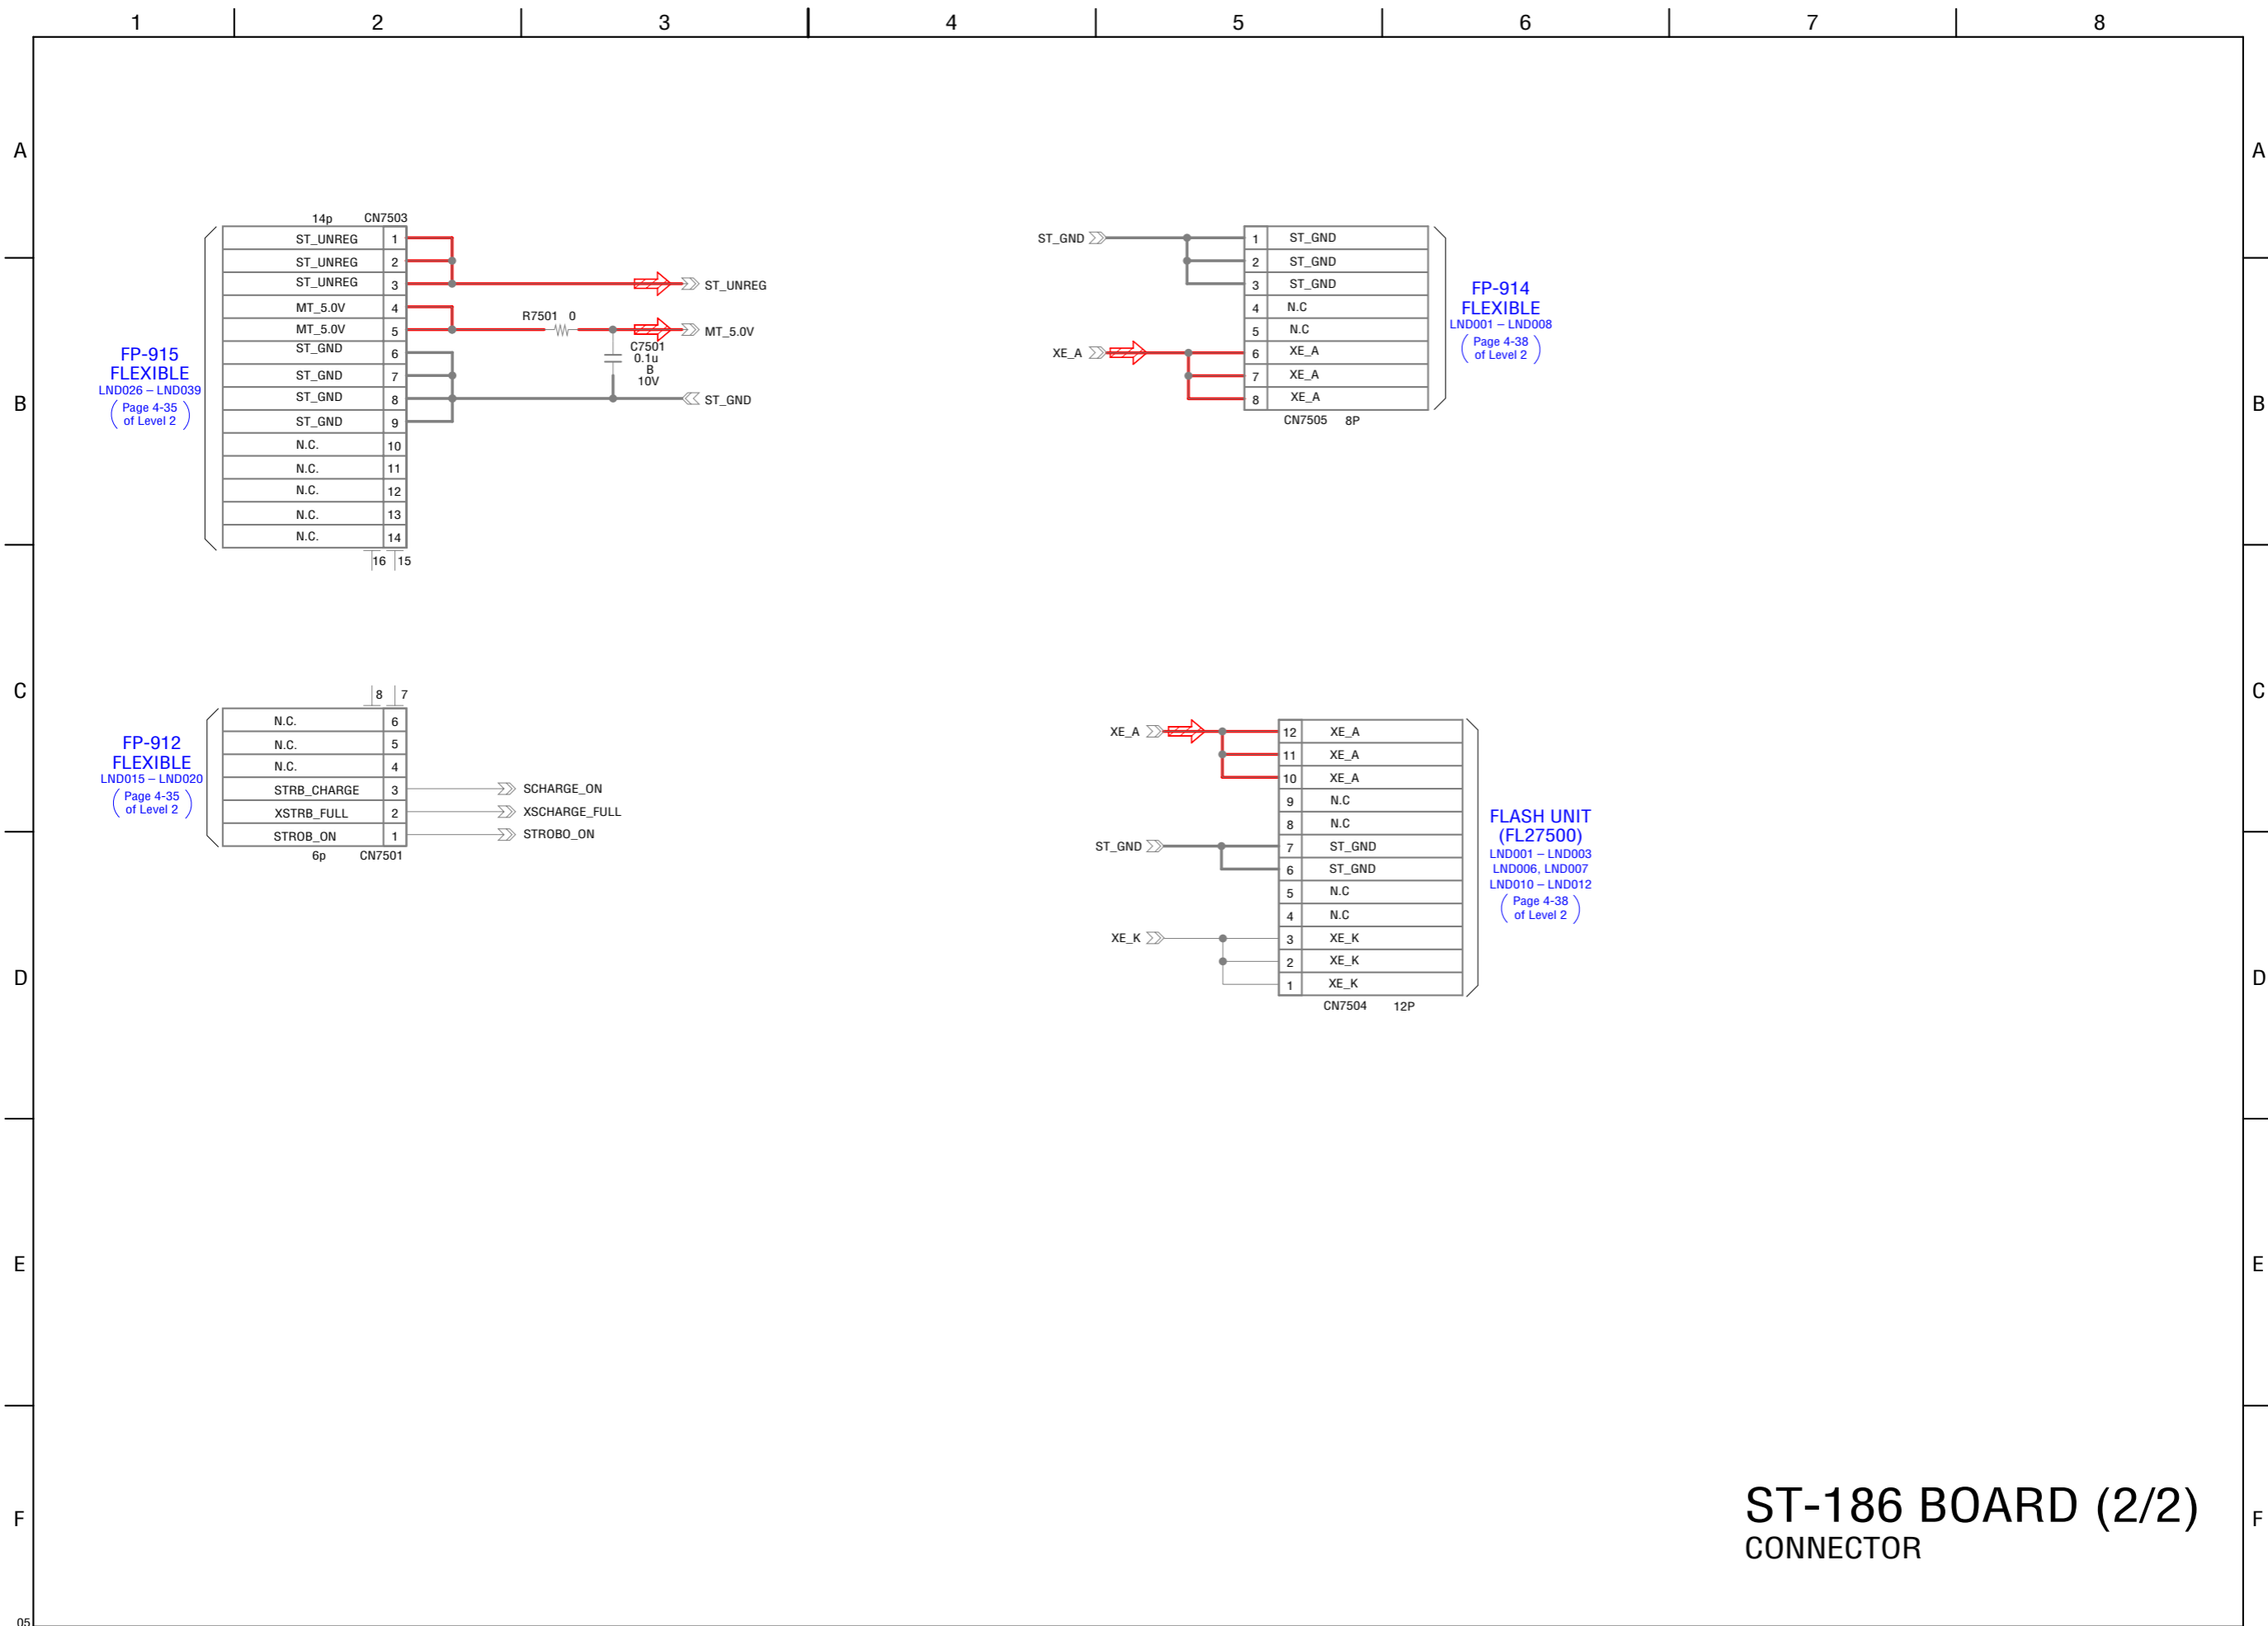 1 2 3 4 5 6 7 8
A A
14p CN7503
ST_UNREG 1
ST_UNREG 2
ST_UNREG 3
MT_5.0V 4
MT_5.0V 5
ST_GND 6
ST_GND 7
ST_GND 8
ST_GND 9
N.C. 10
N.C. 11
N.C. 12
N.C. 13
N.C. 14
16 15
FP-915
FLEXIBLE
LND026 – LND039
( Page 4-35
of Level 2 )
ST_UNREG
R7501 0
MT_5.0V
C7501
0.1u
B
10V
ST_GND
ST_GND
1 ST_GND
2 ST_GND
3 ST_GND
4 N.C
5 N.C
XE_A
6 XE_A
7 XE_A
8 XE_A
CN7505 8P
FP-914
FLEXIBLE
LND001 – LND008
( Page 4-38
of Level 2 )
B B
C C
8 7
N.C. 6
N.C. 5
N.C. 4
STRB_CHARGE 3
XSTRB_FULL 2
STROB_ON 1
6p CN7501
FP-912
FLEXIBLE
LND015 – LND020
( Page 4-35
of Level 2 )
SCHARGE_ON
XSCHARGE_FULL
STROBO_ON
XE_A
12 XE_A
11 XE_A
10 XE_A
9 N.C
8 N.C
ST_GND
7 ST_GND
6 ST_GND
5 N.C
4 N.C
XE_K
3 XE_K
2 XE_K
1 XE_K
CN7504 12P
FLASH UNIT
(FL27500)
LND001 – LND003
LND006, LND007
LND010 – LND012
( Page 4-38
of Level 2 )
D D
E E
F F
ST-186 BOARD (2/2)
CONNECTOR
05